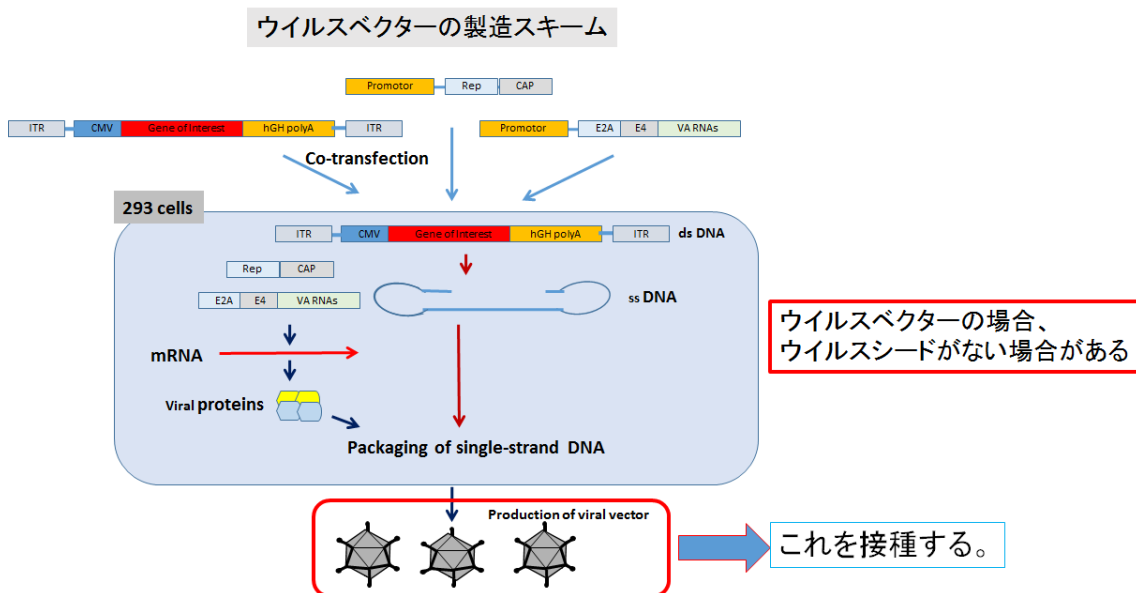 ウイルスベクターの製造スキーム
Promotor Rep CAP
ITR CMV Gene of Interest hGH polyA ITR
Promotor E2A E4 VA RNAs
Co-transfection
293 cells
ITR CMV Gene of Interest hGH polyA ITR ds DNA
Rep CAP
E2A E4 VA RNAs
ss DNA
mRNA
Viral proteins
Packaging of single-strand DNA
ウイルスベクターの場合、
ウイルスシードがない場合がある
Production of viral vector
これを接種する。